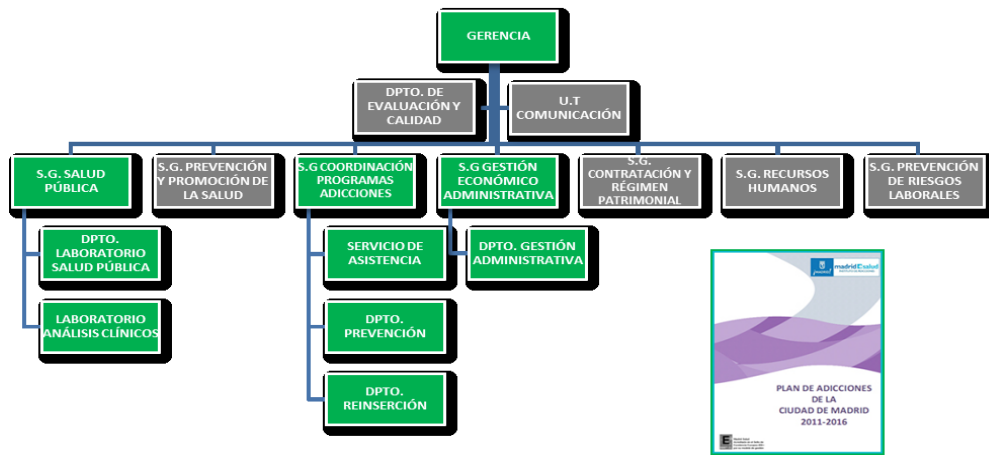 GERENCIA
DPTO. DE
EVALUACIÓN Y
CALIDAD
U.T
COMUNICACIÓN
S.G. SALUD
PÚBLICA
S.G. PREVENCIÓN
Y PROMOCIÓN DE
LA SALUD
S.G COORDINACIÓN
PROGRAMAS
ADICCIONES
S.G GESTIÓN
ECONÓMICO
ADMINISTRATIVA
S.G.
CONTRATACIÓN Y
RÉGIMEN
PATRIMONIAL
S.G. RECURSOS
HUMANOS
S.G. PREVENCIÓN
DE RIESGOS
LABORALES
DPTO.
LABORATORIO
SALUD PÚBLICA
SERVICIO DE
ASISTENCIA
DPTO. GESTIÓN
ADMINISTRATIVA
LABORATORIO
ANÁLISIS CLÍNICOS
DPTO.
PREVENCIÓN
DPTO.
REINSERCIÓN
madrid salud
PLAN DE ADICCIONES
DE LA
CIUDAD DE MADRID
2011-2016